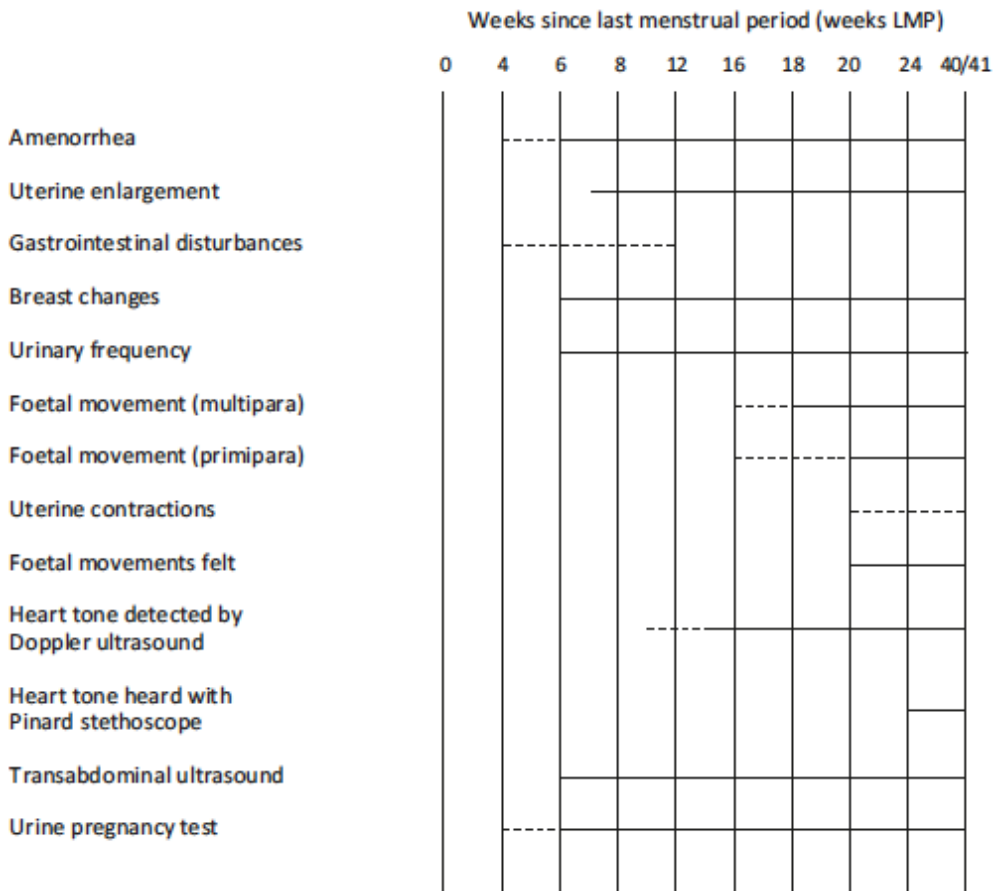 Weeks since last menstrual period (weeks LMP)
0 4 6 8 12 16 18 20 24 40/41
Amenorrhea
Uterine enlargement
Gastrointestinal disturbances
Breast changes
Urinary frequency
Foetal movement (multipara)
Foetal movement (primipara)
Uterine contractions
Foetal movements felt
Heart tone detected by
Doppler ultrasound
Heart tone heard with
Pinard stethoscope
Transabdominal ultrasound
Urine pregnancy test